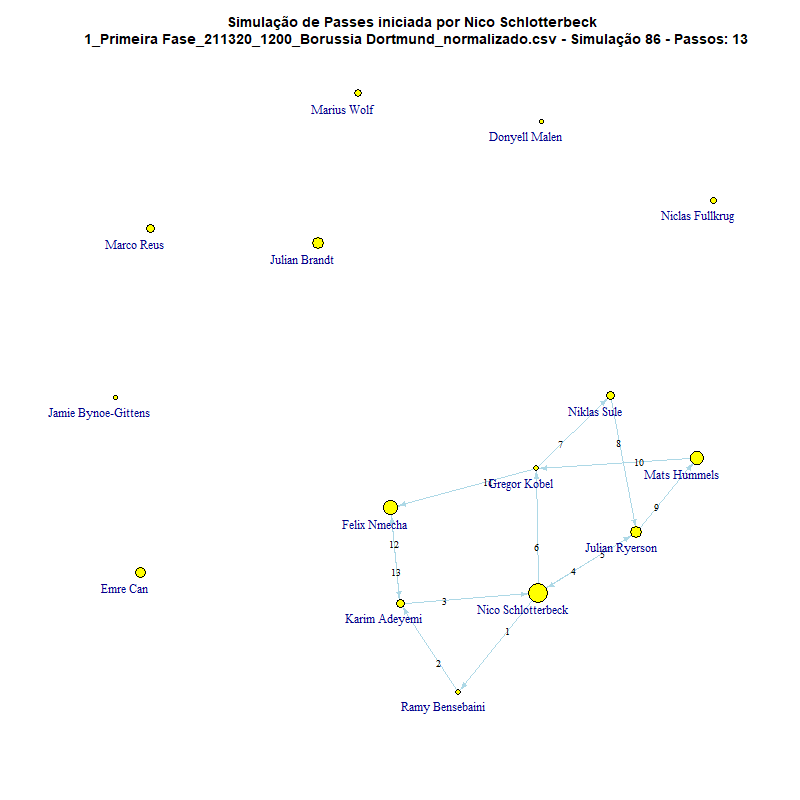 Simulação de Passes iniciada por Nico Schlotterbeck
1_Primeira Fase_211320_1200_Borussia Dortmund_normalizado.csv - Simulação 86 - Passos: 13
Marius Wolf
Donyell Malen
Niclas Fullkrug
Marco Reus
Julian Brandt
Jamie Bynoe-Gittens
Niklas Sule
7
8
10
Mats Hummels
Gregor Kobel
11
9
Felix Nmecha
12
6
Julian Ryerson
5
4
13
Emre Can
3
Nico Schlotterbeck
Karim Adeyemi
1
2
Ramy Bensebaini